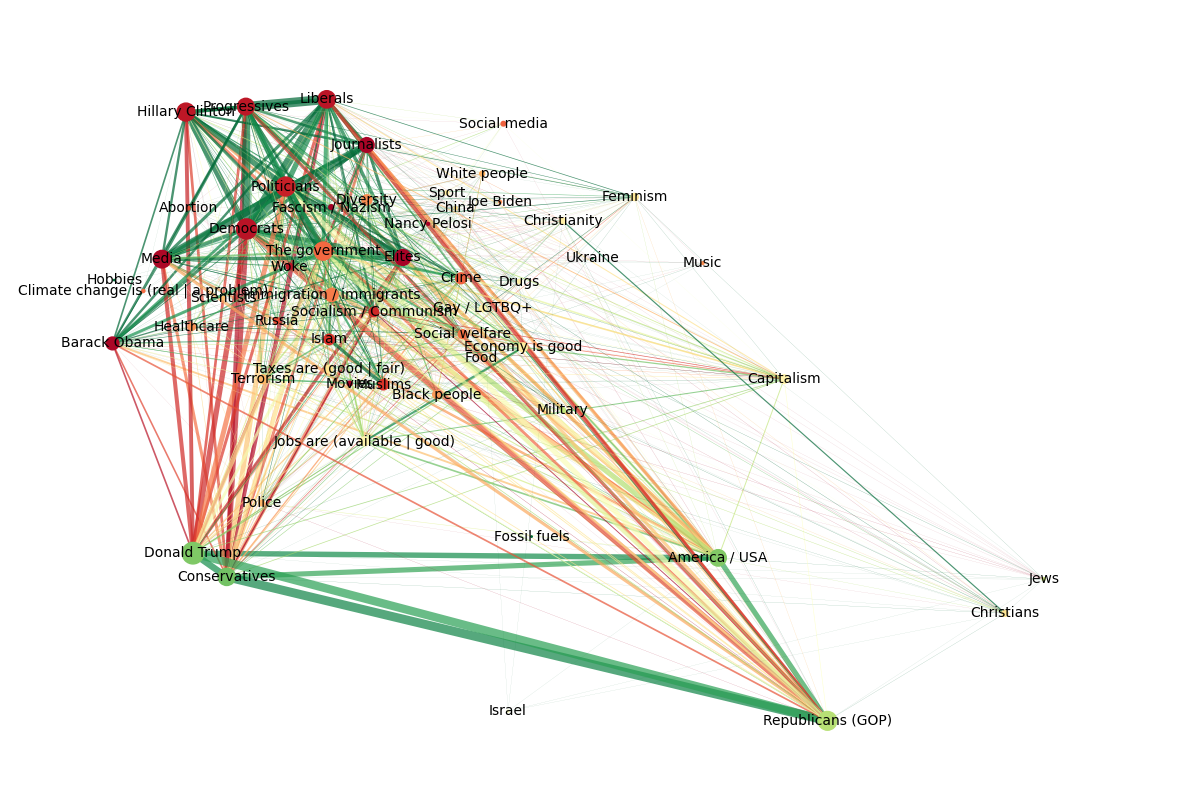 Liberals
Hillary Clinton
Progressives
Social media
Journalists
White people
Politicians
Sport
Diversity
Joe Biden
Feminism
Abortion
Fascism / Nazism
China
Nancy Pelosi
Christianity
Democrats
The government
Media
Elites
Ukraine
Music
Woke
Hobbies
Crime
Drugs
Climate change is (real | a problem)
Scientists
Immigration / immigrants
Gay / LGTBQ+
Socialism / Communism
Healthcare
Russia
Social welfare
Barack Obama
Islam
Economy is good
Food
Taxes are (good | fair)
Terrorism
Movies
Muslims
Capitalism
Black people
Military
Jobs are (available | good)
Police
Fossil fuels
Donald Trump
America / USA
Conservatives
Jews
Christians
Israel
Republicans (GOP)